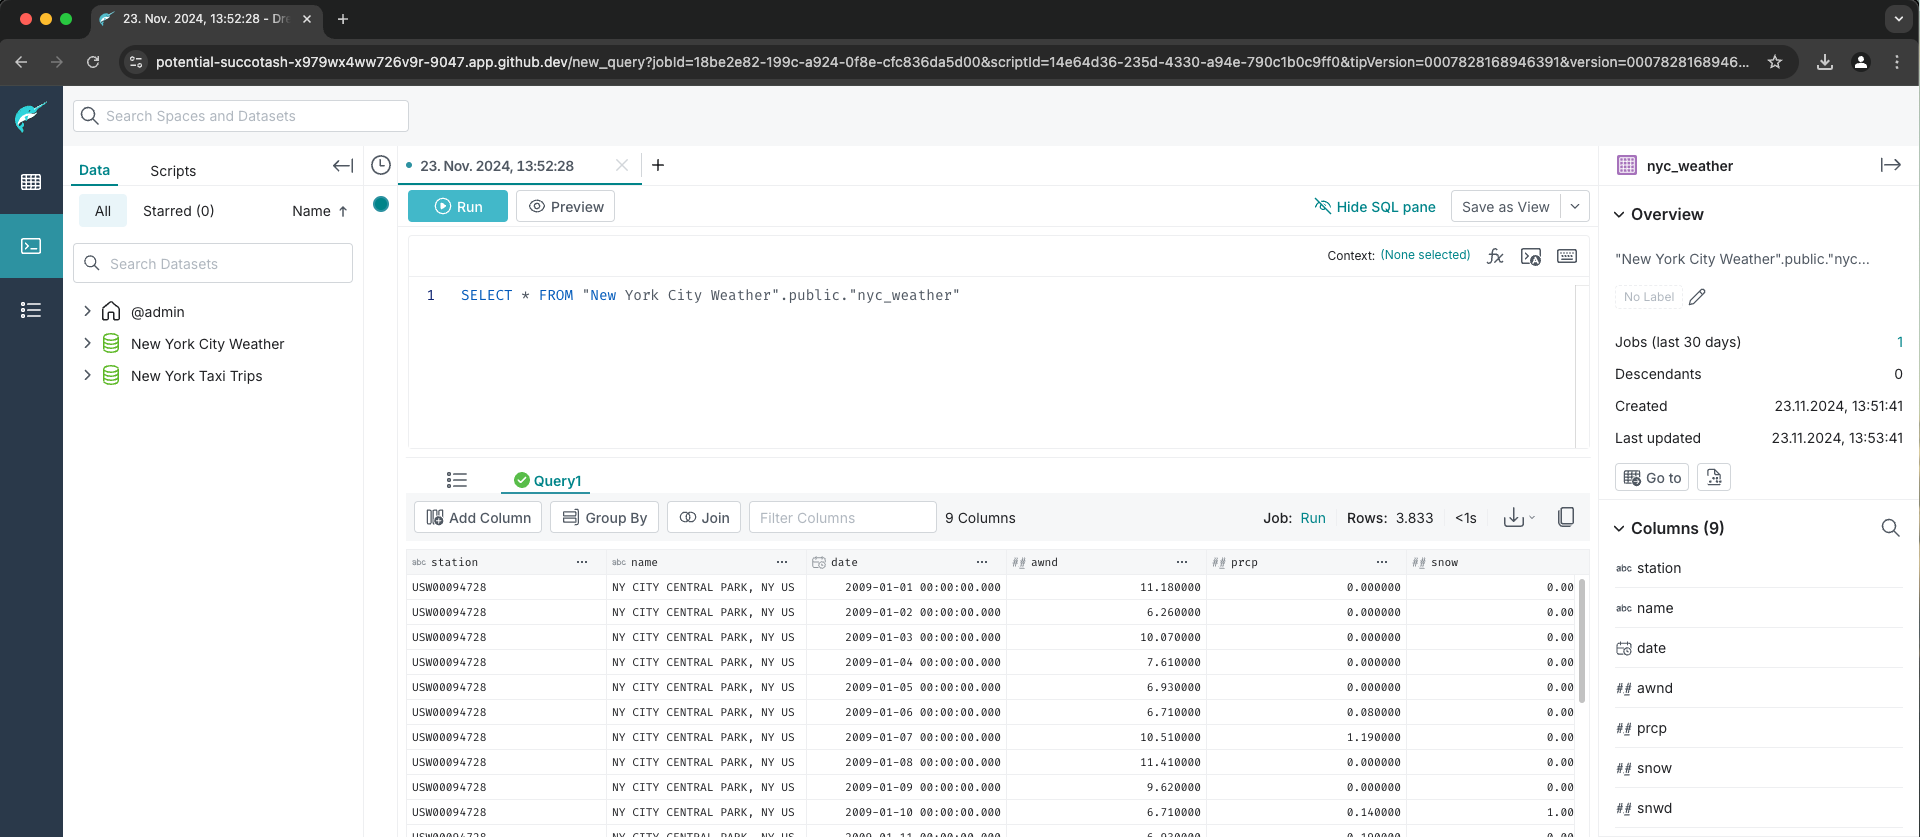 23. Nov. 2024, 13:52:28 - Dre
potential-succotash-x979wx4ww726v9r-9047.app.github.dev/new_query?jobId=18be2e82-199c-a924-0f8e-cfc836da5d00&scriptId=14e64d36-235d-4330-a94e-790c1b0c9ff0&tipVersion=0007828168946391&version=0007828168946...
Search Spaces and Datasets
Data Scripts
All Starred (0) Name
Search Datasets
@admin
New York City Weather
New York Taxi Trips
23. Nov. 2024, 13:52:28
Run Preview Hide SQL pane Save as View
Context: (None selected)
1 SELECT * FROM "New York City Weather".public."nyc_weather"
Query1
Add Column Group By Join Filter Columns 9 Columns Job: Run Rows: 3.833 <1s
abc station ... abc name ... date ... ## awnd ... ## prcp ... ## snow
USW00094728 NY CITY CENTRAL PARK, NY US 2009-01-01 00:00:00.000 11.180000 0.000000 0.00
USW00094728 NY CITY CENTRAL PARK, NY US 2009-01-02 00:00:00.000 6.260000 0.000000 0.00
USW00094728 NY CITY CENTRAL PARK, NY US 2009-01-03 00:00:00.000 10.070000 0.000000 0.00
USW00094728 NY CITY CENTRAL PARK, NY US 2009-01-04 00:00:00.000 7.610000 0.000000 0.00
USW00094728 NY CITY CENTRAL PARK, NY US 2009-01-05 00:00:00.000 6.930000 0.000000 0.00
USW00094728 NY CITY CENTRAL PARK, NY US 2009-01-06 00:00:00.000 6.710000 0.080000 0.00
USW00094728 NY CITY CENTRAL PARK, NY US 2009-01-07 00:00:00.000 10.510000 1.190000 0.00
USW00094728 NY CITY CENTRAL PARK, NY US 2009-01-08 00:00:00.000 11.410000 0.000000 0.00
USW00094728 NY CITY CENTRAL PARK, NY US 2009-01-09 00:00:00.000 9.620000 0.000000 0.00
USW00094728 NY CITY CENTRAL PARK, NY US 2009-01-10 00:00:00.000 6.710000 0.140000 1.00
nyc_weather
Overview
"New York City Weather".public."nyc...
No Label
Jobs (last 30 days) 1
Descendants 0
Created 23.11.2024, 13:51:41
Last updated 23.11.2024, 13:53:41
Go to
Columns (9)
abc station
abc name
date
## awnd
## prcp
## snow
## snwd